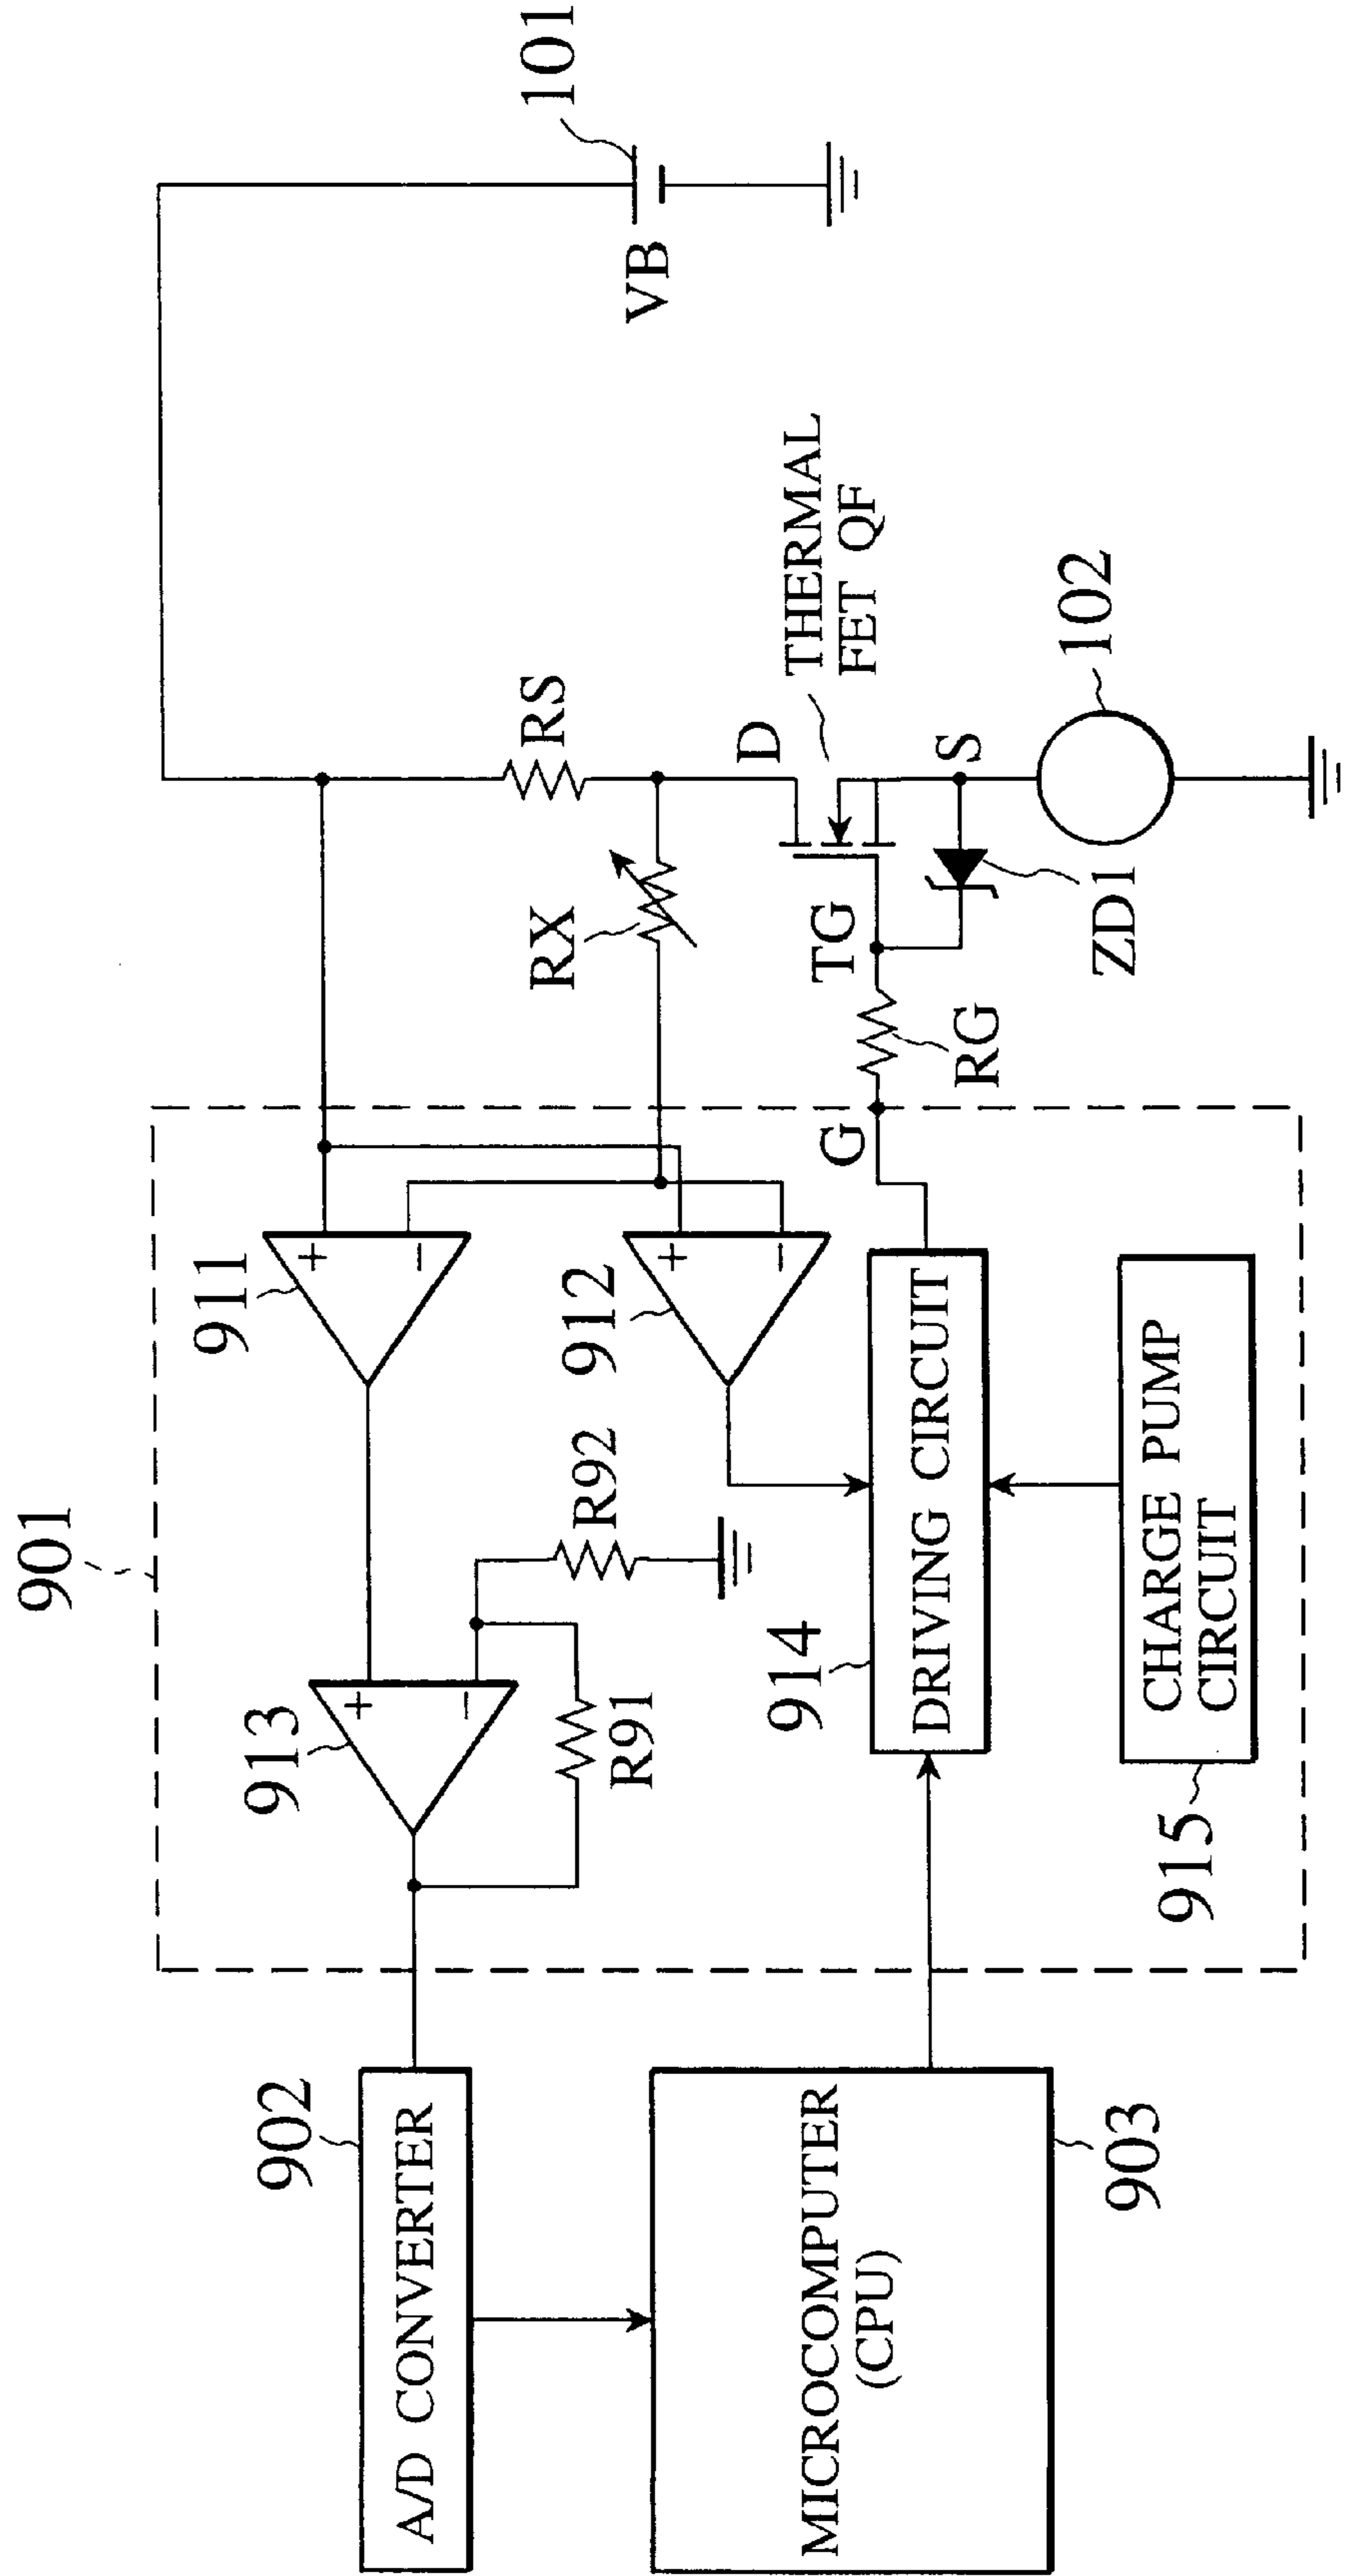 901
911
+
−
912
+
−
913
+
−
R91
R92
914
DRIVING CIRCUIT
915
CHARGE PUMP
CIRCUIT
902
A/D CONVERTER
903
MICROCOMPUTER
(CPU)
G
RG
TG
ZD1
RX
RS
D
S
THERMAL
FET QF
102
VB
101